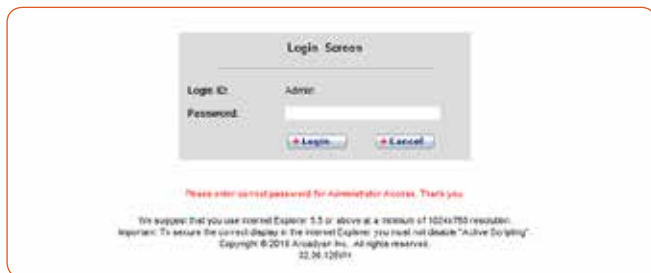 Login Screen
Login ID: Admin
Password:
Login Cancel
Please enter correct password for Administrator Access. Thank you.
We suggest that you use Internet Explorer 5.5 or above at a minimum of 1024x768 resolution.
Important: To secure the correct display in the Internet Explorer, you must not disable "Active Scripting".
Copyright © 2010 Arcadyan Inc. All rights reserved.